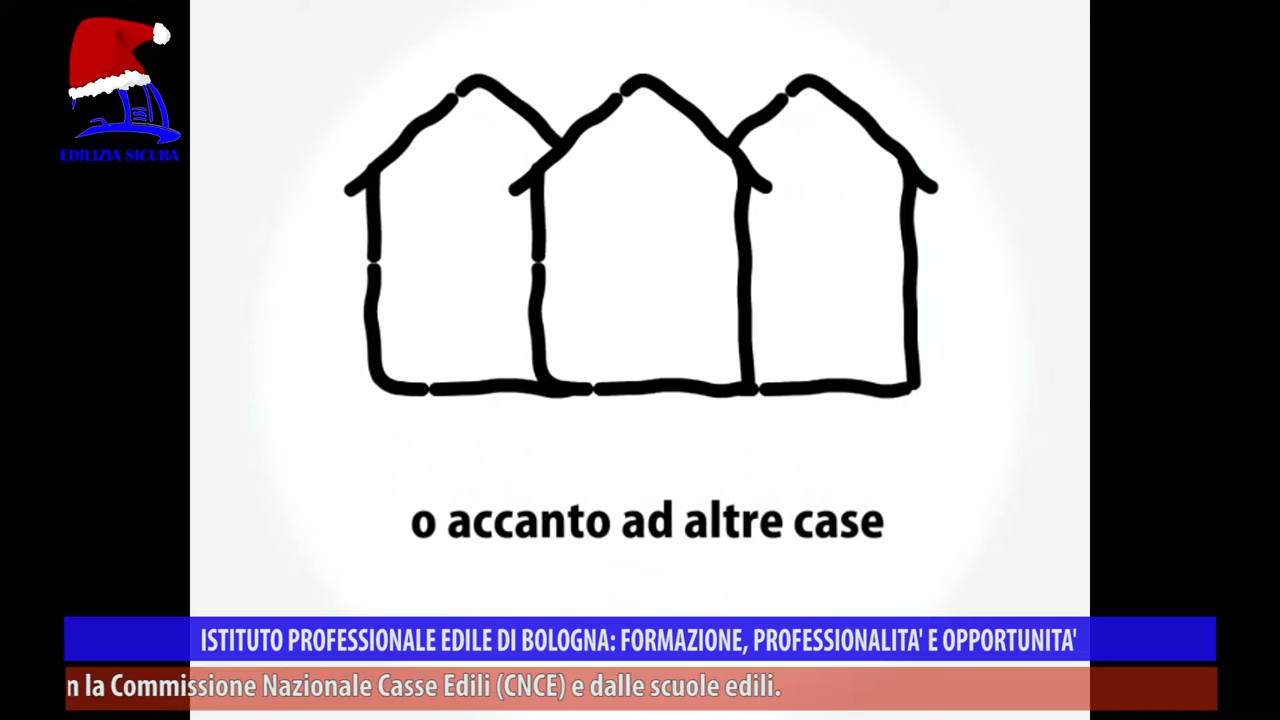 EDILIZIA SICURA
o accanto ad altre case
ISTITUTO PROFESSIONALE EDILE DI BOLOGNA: FORMAZIONE, PROFESSIONALITA' E OPPORTUNITA'
n la Commissione Nazionale Casse Edili (CNCE) e dalle scuole edili.